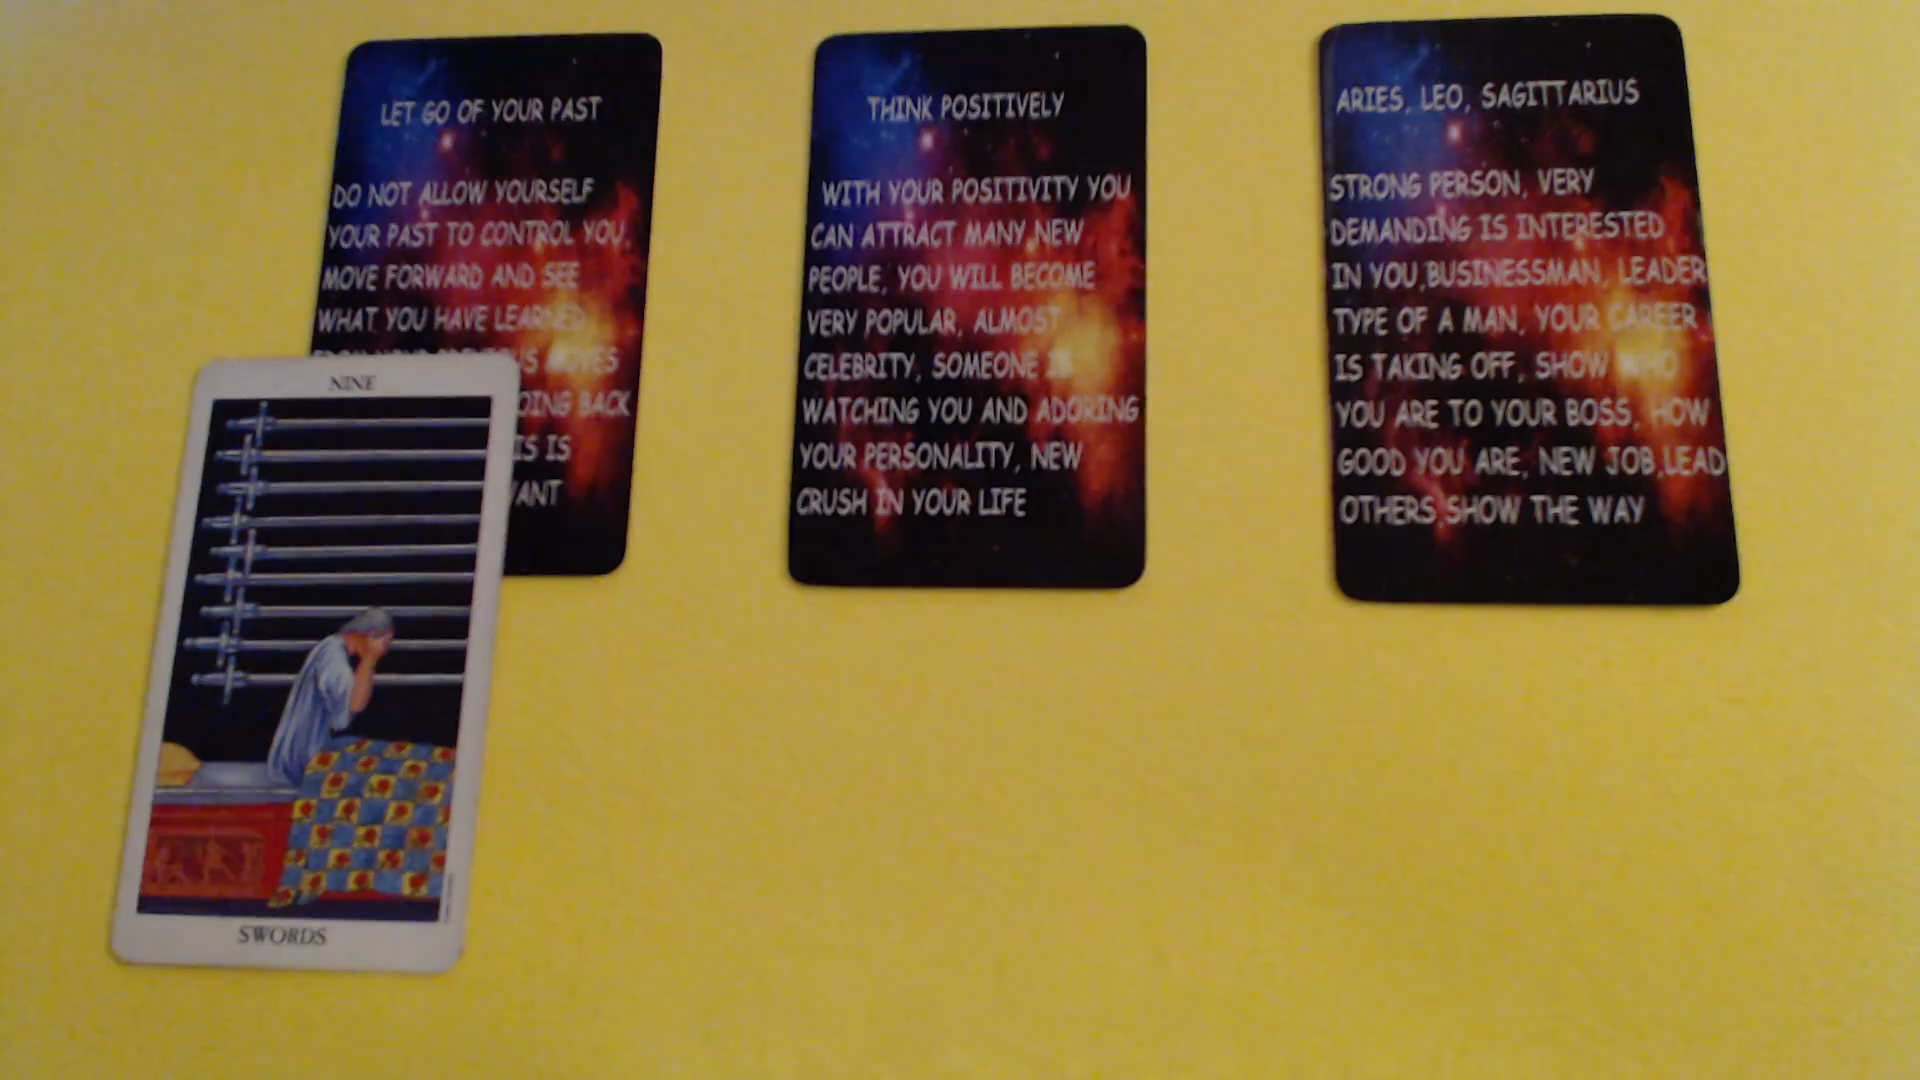 LET GO OF YOUR PAST
DO NOT ALLOW YOURSELF
YOUR PAST TO CONTROL YOU,
MOVE FORWARD AND SEE
WHAT YOU HAVE LEARNED
MOVES
BACK
IS
THINK POSITIVELY
WITH YOUR POSITIVITY YOU
CAN ATTRACT MANY NEW
PEOPLE, YOU WILL BECOME
VERY POPULAR, ALMOST
CELEBRITY, SOMEONE IS
WATCHING YOU AND ADORING
YOUR PERSONALITY, NEW
CRUSH IN YOUR LIFE
ARIES, LEO, SAGITTARIUS
STRONG PERSON, VERY
DEMANDING IS INTERESTED
IN YOU,BUSINESSMAN, LEADER
TYPE OF A MAN, YOUR CAREER
IS TAKING OFF, SHOW WHO
YOU ARE TO YOUR BOSS, HOW
GOOD YOU ARE, NEW JOB,LEAD
OTHERS,SHOW THE WAY
NINE
SWORDS